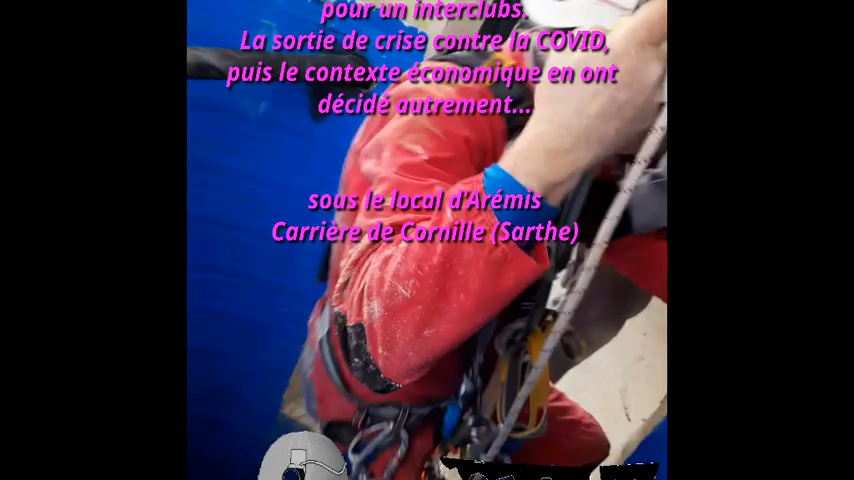 pour un interclubs.
La sortie de crise contre la COVID,
puis le contexte économique en ont
décidé autrement...
sous le local d'Arémis
Carrière de Cornille (Sarthe)